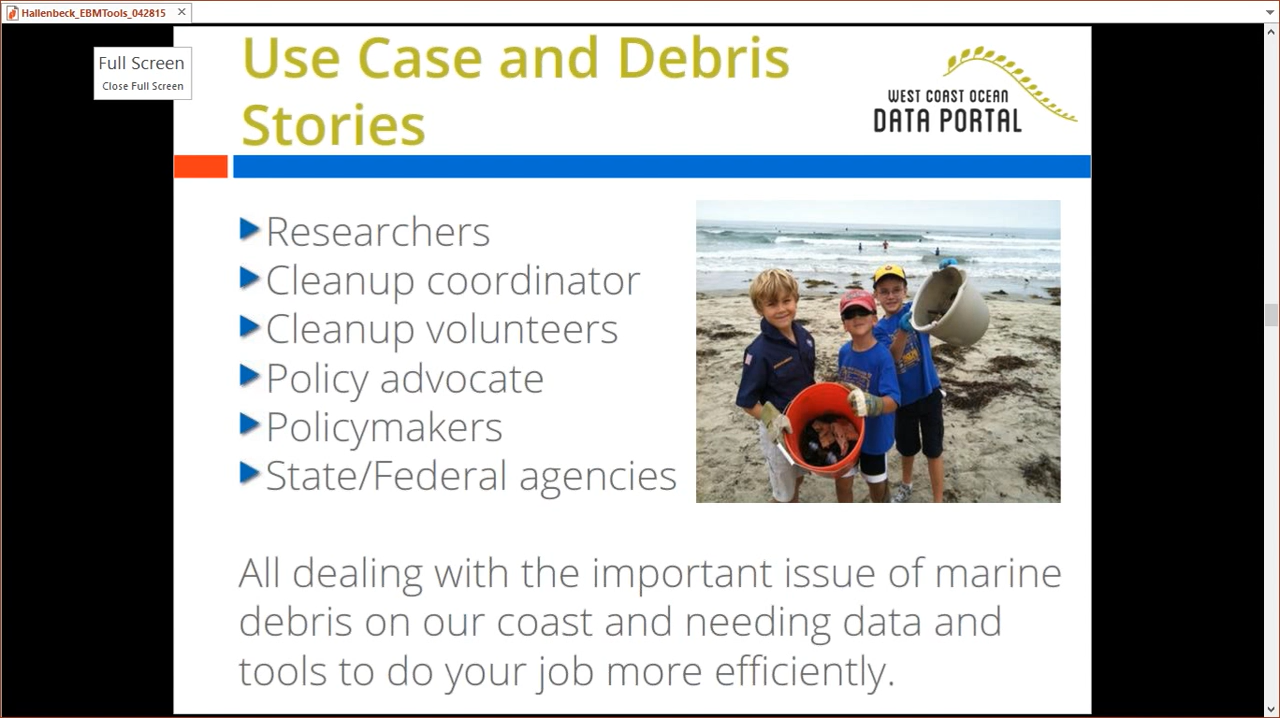 Hallenbeck_EBMTools_042815
Full Screen
Close Full Screen
Use Case and Debris
Stories
WEST COAST OCEAN
DATA PORTAL
Researchers
Cleanup coordinator
Cleanup volunteers
Policy advocate
Policymakers
State/Federal agencies
All dealing with the important issue of marine
debris on our coast and needing data and
tools to do your job more efficiently.